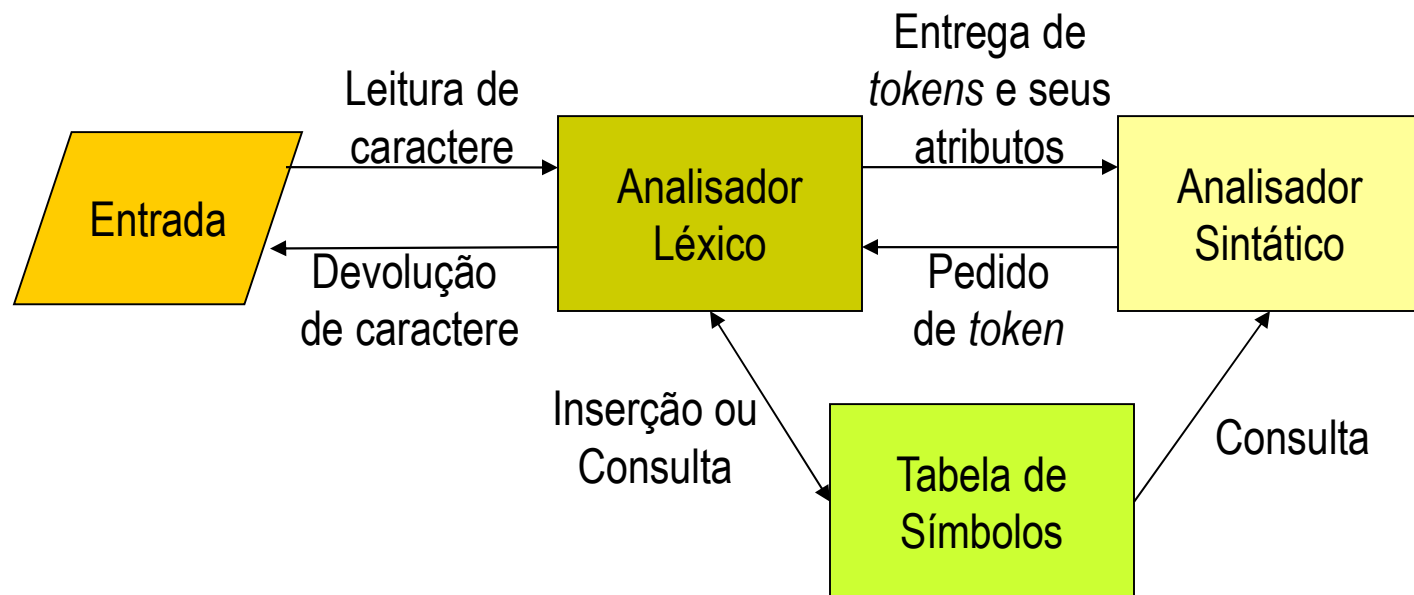 Entrada
Leitura de
caractere
Devolução
de caractere
Analisador
Léxico
Entrega de
tokens e seus
atributos
Pedido
de token
Analisador
Sintático
Inserção ou
Consulta
Tabela de
Símbolos
Consulta